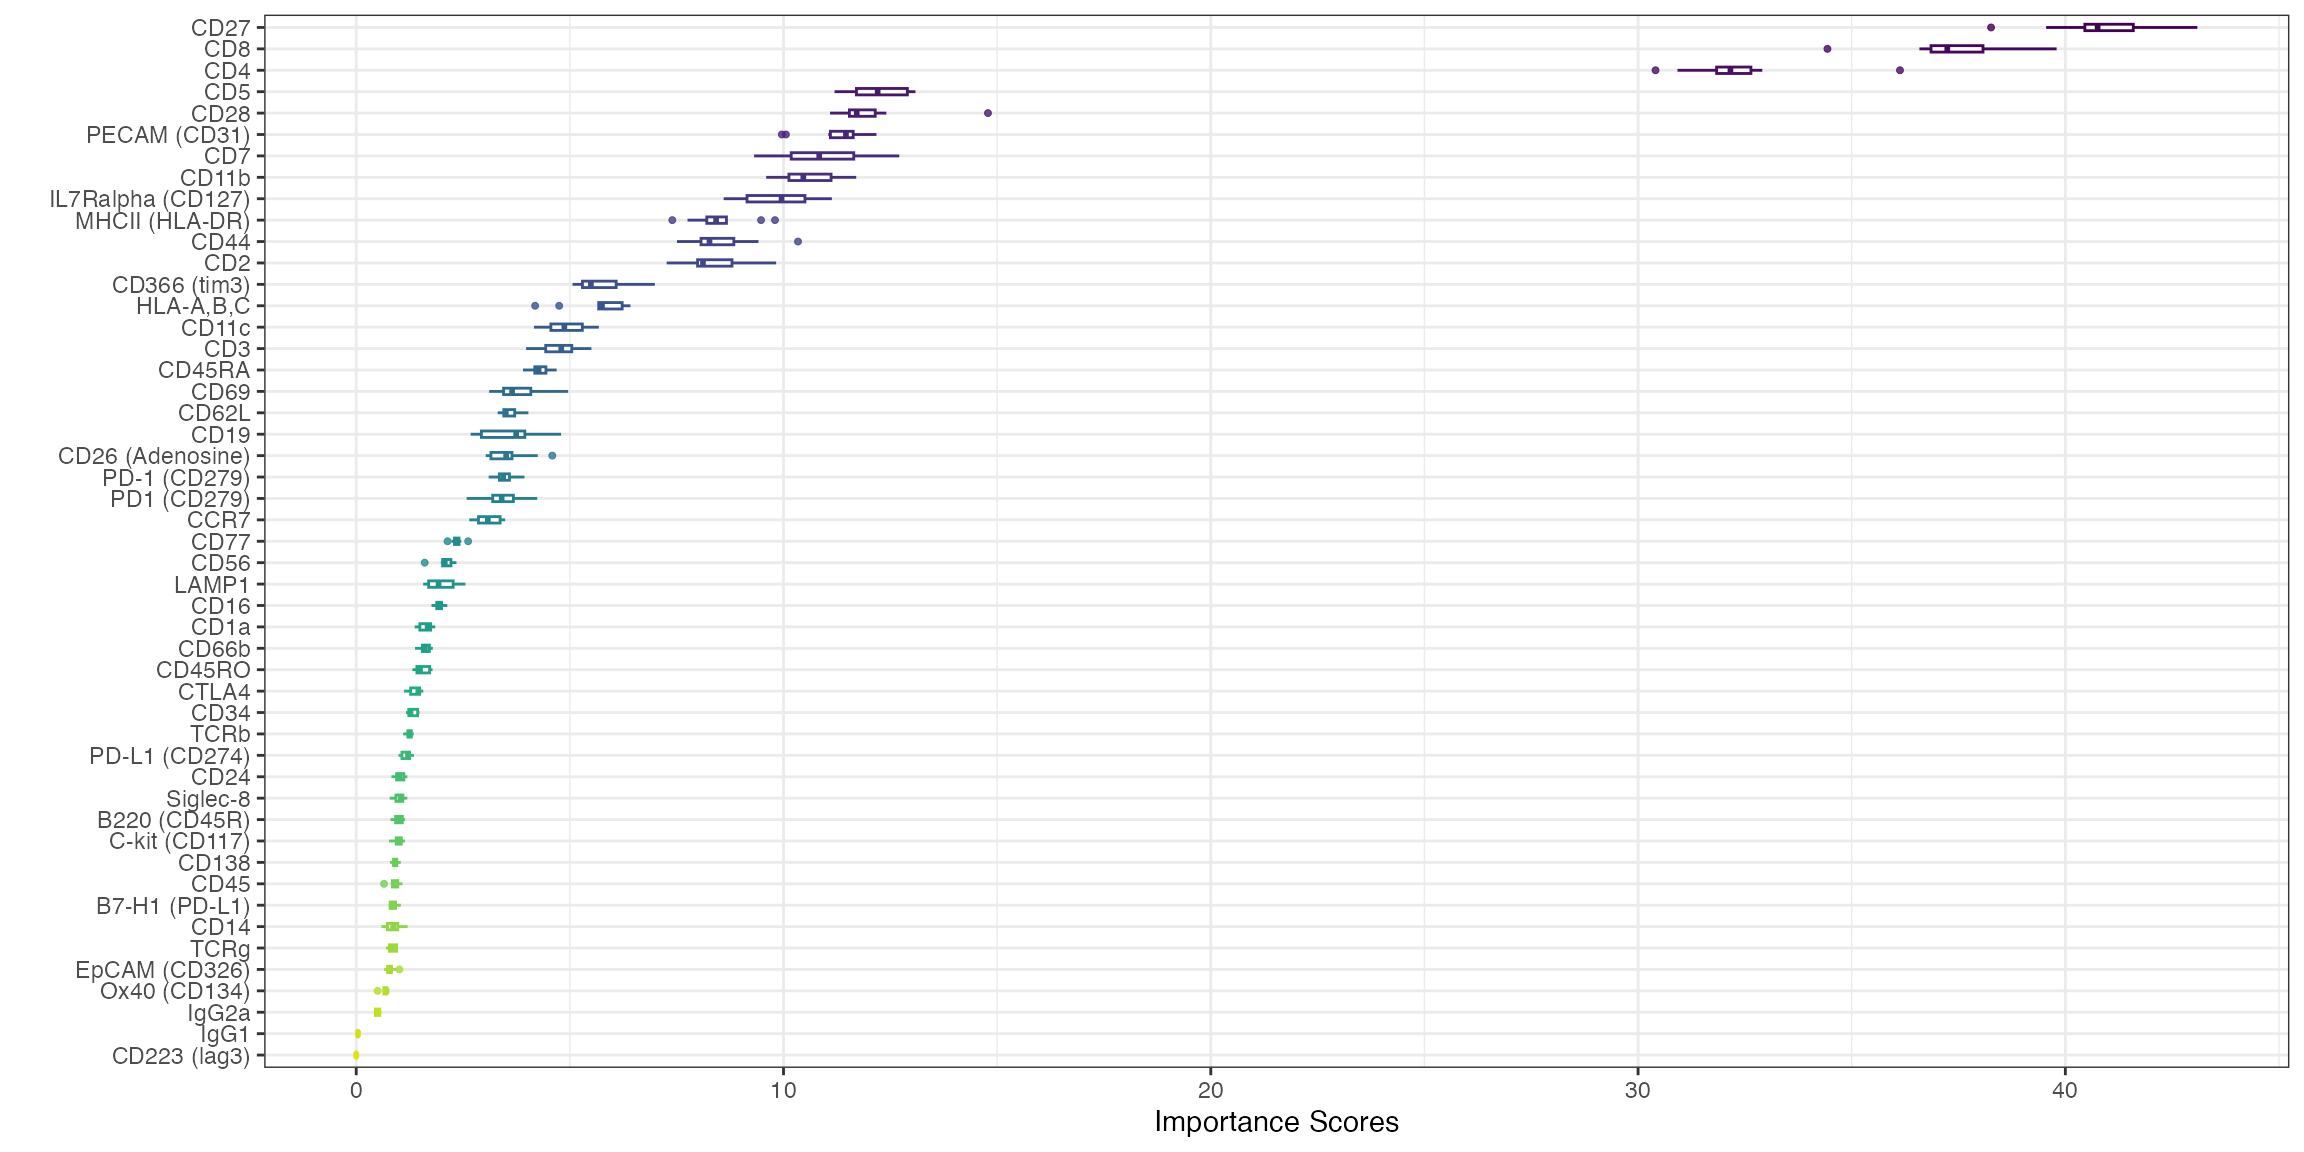 CD27
CD8
CD4
CD5
CD28
PECAM (CD31)
CD7
CD11b
IL7Ralpha (CD127)
MHCII (HLA-DR)
CD44
CD2
CD366 (tim3)
HLA-A,B,C
CD11c
CD3
CD45RA
CD69
CD62L
CD19
CD26 (Adenosine)
PD-1 (CD279)
PD1 (CD279)
CCR7
CD77
CD56
LAMP1
CD16
CD1a
CD66b
CD45RO
CTLA4
CD34
TCRb
PD-L1 (CD274)
CD24
Siglec-8
B220 (CD45R)
C-kit (CD117)
CD138
CD45
B7-H1 (PD-L1)
CD14
TCRg
EpCAM (CD326)
Ox40 (CD134)
IgG2a
IgG1
CD223 (lag3)
0 10 20 30 40
Importance Scores